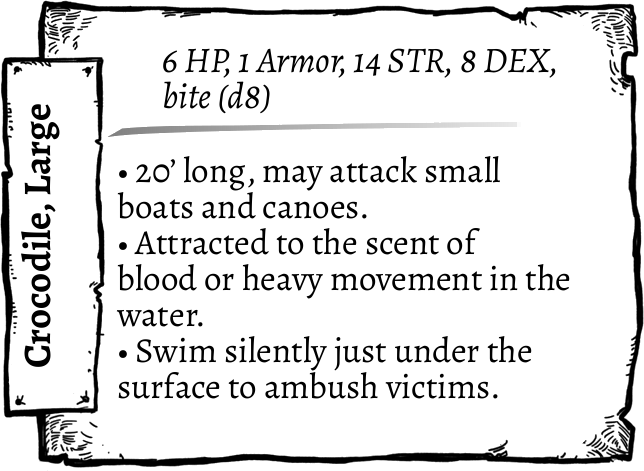 Crocodile, Large
6 HP, 1 Armor, 14 STR, 8 DEX,
bite (d8)
• 20’ long, may attack small
boats and canoes.
• Attracted to the scent of
blood or heavy movement in the
water.
• Swim silently just under the
surface to ambush victims.